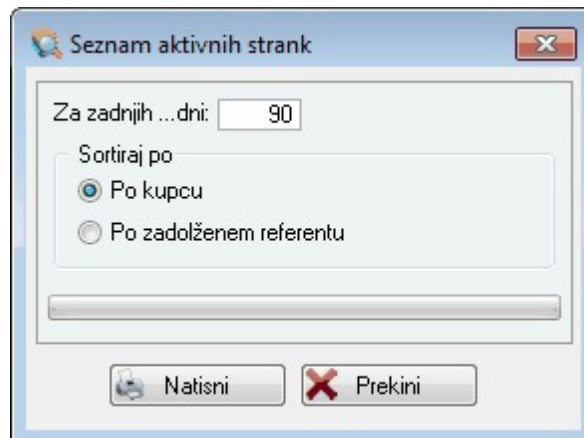 Seznam aktivnih strank
Za zadnjih ...dni: 90
Sortiraj po
Po kupcu
Po zadolženem referentu
Natisni Prekini